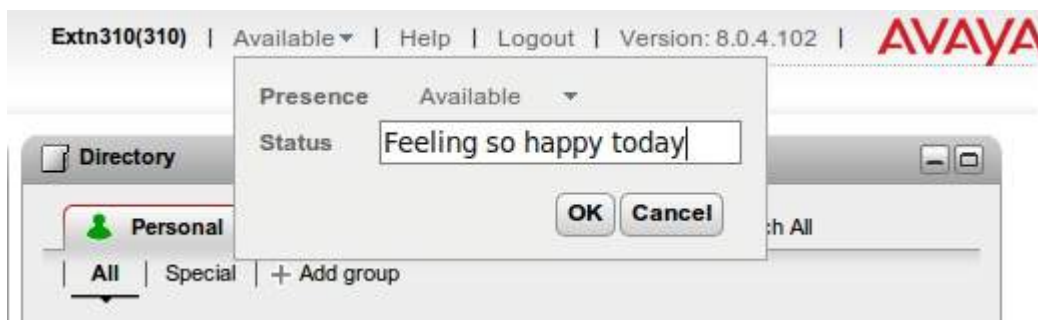 Extn310(310) | Available | Help | Logout | Version: 8.0.4.102 | AVAYA
Presence Available
Status Feeling so happy today
Directory
OK Cancel
Personal
All | Special | + Add group